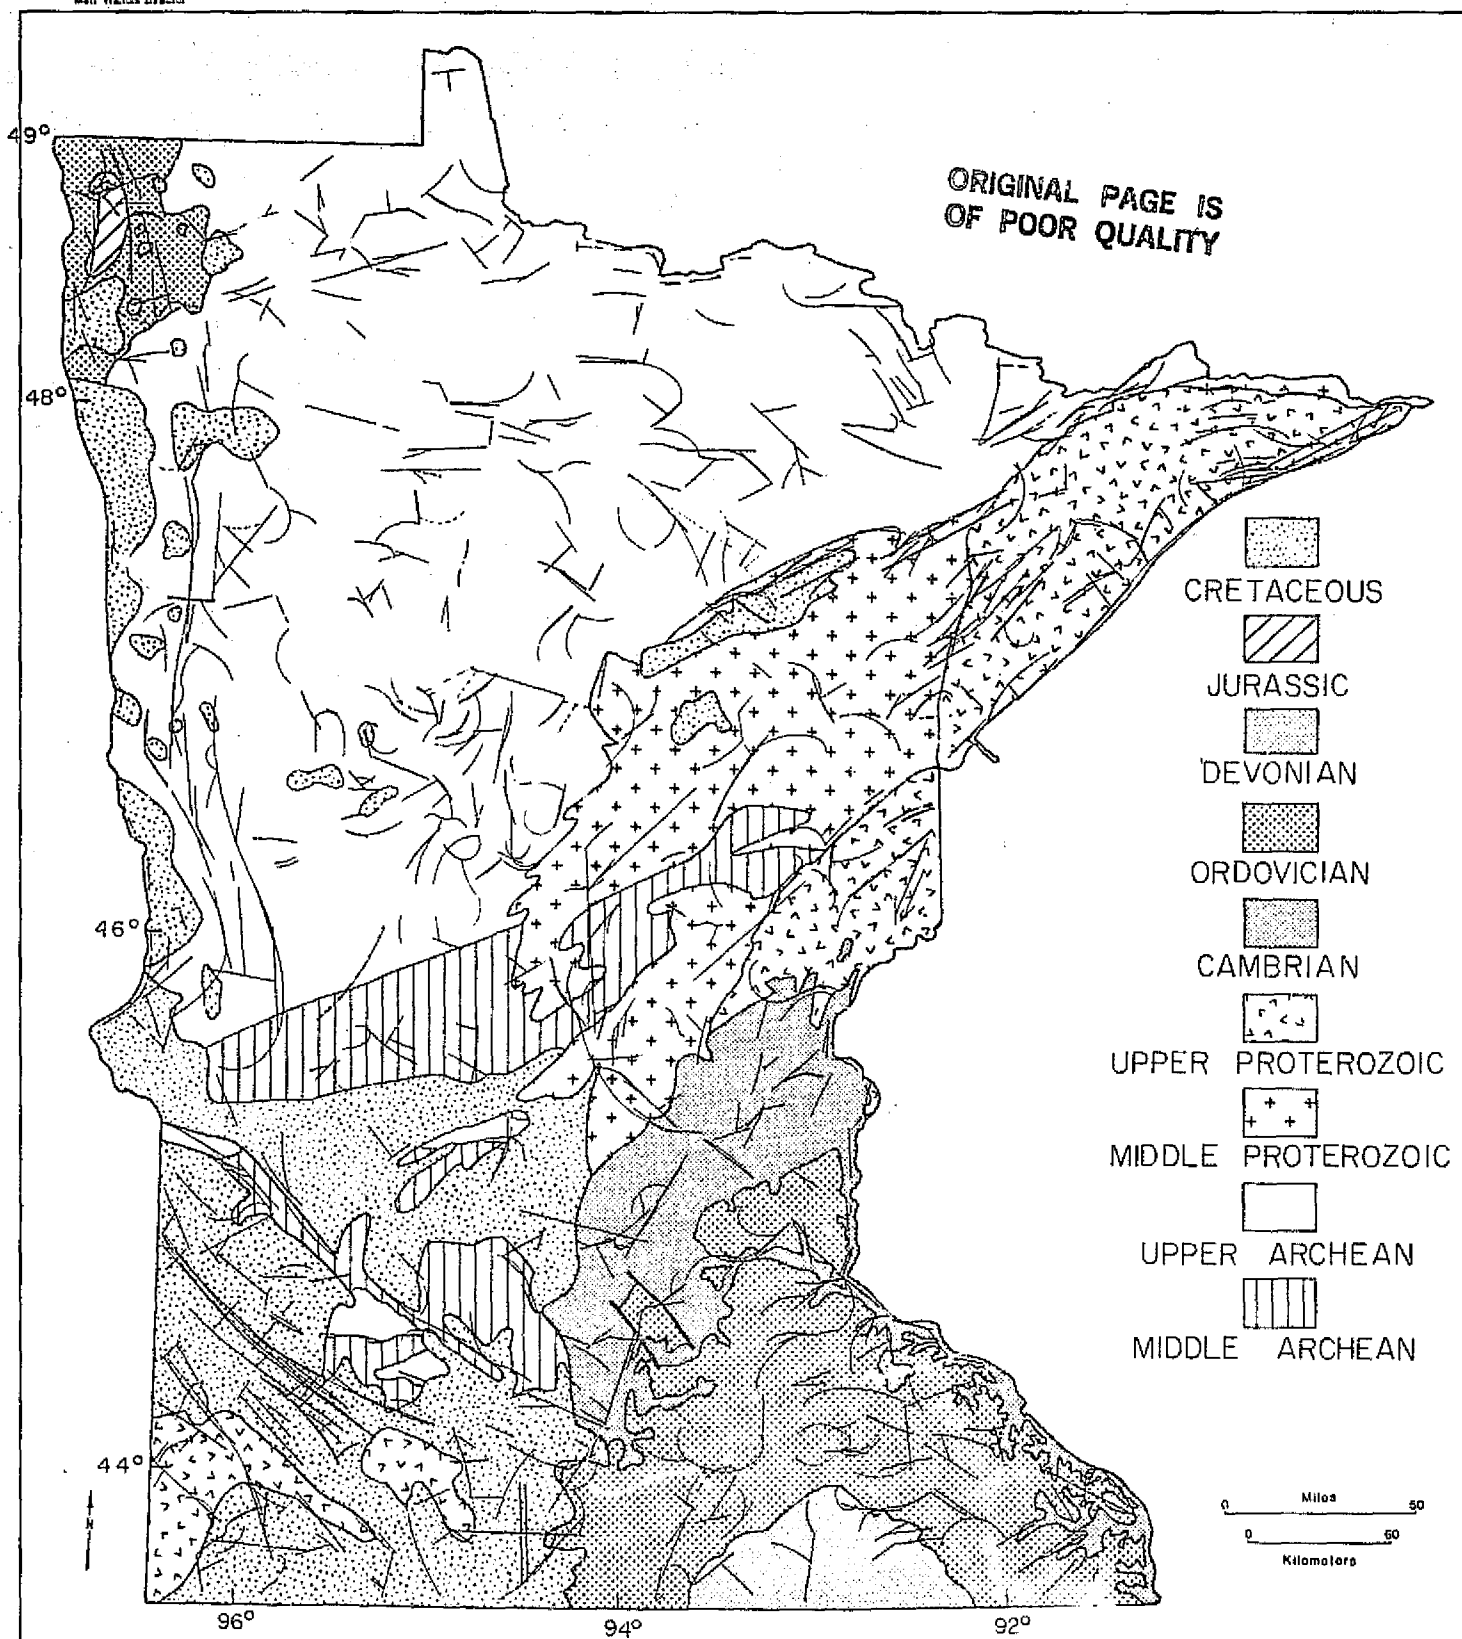 49°
ORIGINAL PAGE IS
OF POOR QUALITY
48°
CRETACEOUS
JURASSIC
DEVONIAN
ORDOVICIAN
46°
CAMBRIAN
UPPER PROTEROZOIC
MIDDLE PROTEROZOIC
UPPER ARCHEAN
MIDDLE ARCHEAN
44°
N
0 Miles 50
0 60
Kilometers
96° 94° 92°